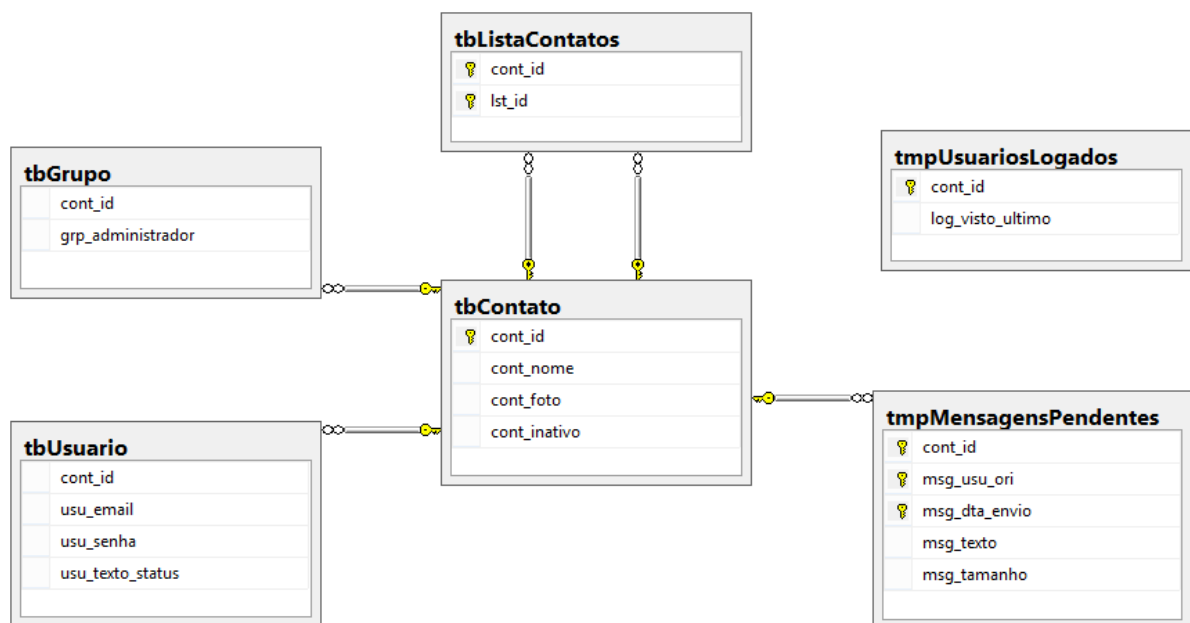 tbListaContatos
cont_id
lst_id
tbGrupo
cont_id
grp_administrador
tmpUsuariosLogados
cont_id
log_visto_ultimo
tbContato
cont_id
cont_nome
cont_foto
cont_inativo
tbUsuario
cont_id
usu_email
usu_senha
usu_texto_status
tmpMensagensPendentes
cont_id
msg_usu_ori
msg_dta_envio
msg_texto
msg_tamanho